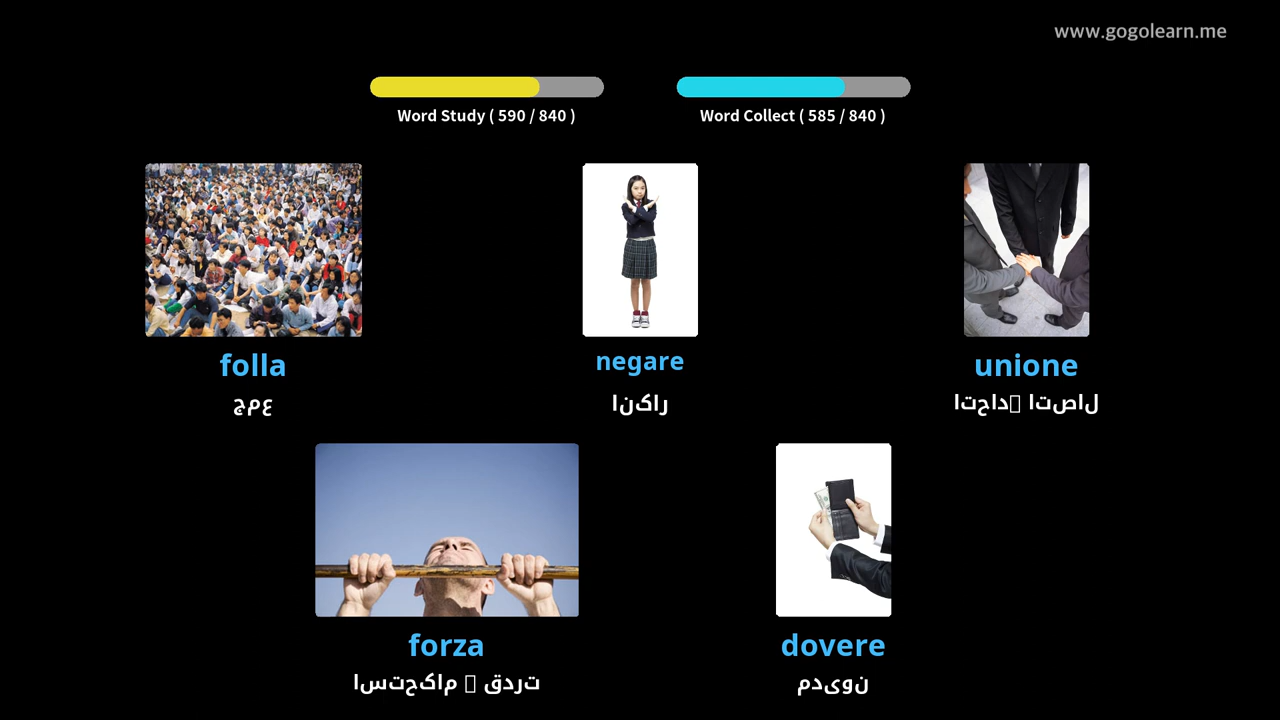 www.gogolearn.me
Word Study ( 590 / 840 )
Word Collect ( 585 / 840 )
folla
جمع
negare
انکار
unione
اتحاد▯ اتصال
forza
استحکام ▯ قدرت
dovere
مدیون